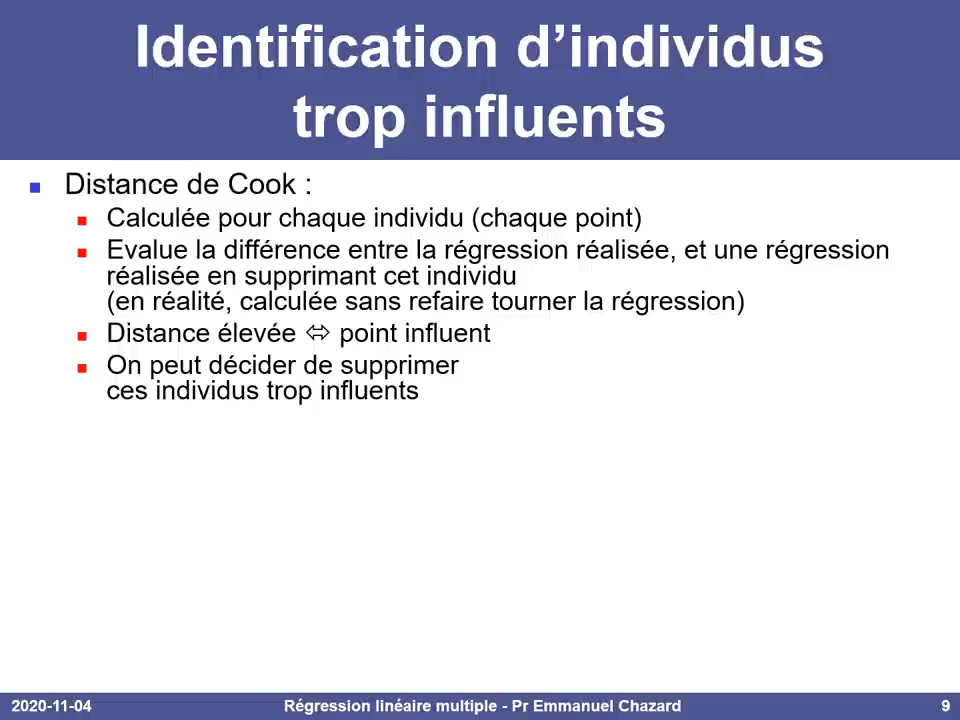 Identification d’individus
trop influents
Distance de Cook :
Calculée pour chaque individu (chaque point)
Evalue la différence entre la régression réalisée, et une régression
réalisée en supprimant cet individu
(en réalité, calculée sans refaire tourner la régression)
Distance élevée ⬄ point influent
On peut décider de supprimer
ces individus trop influents
2020-11-04 Régression linéaire multiple - Pr Emmanuel Chazard 9